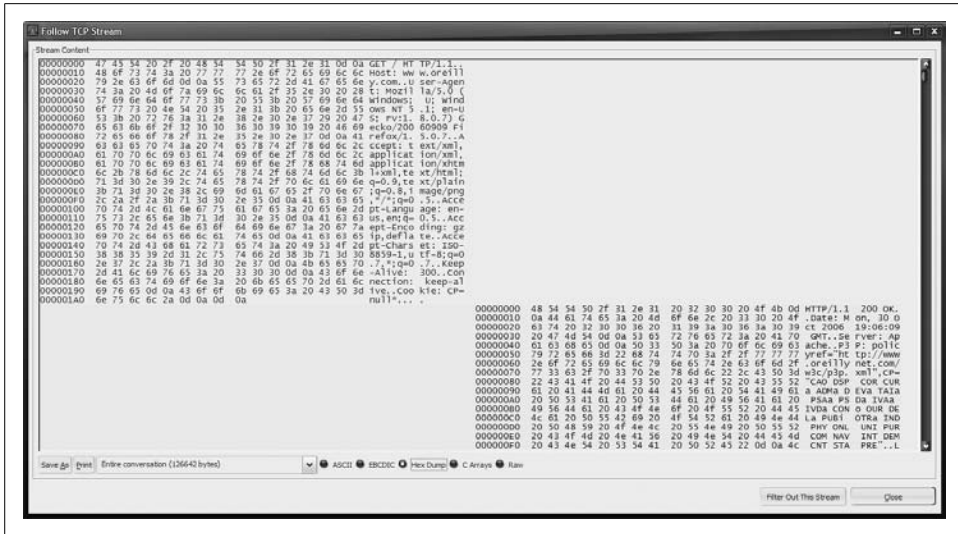 Follow TCP Stream
Stream Content
00000000 47 45 54 20 2f 20 48 54 54 50 2f 31 2e 31 0d 0a GET / HT TP/1.1..
00000010 48 6f 73 74 3a 20 77 77 77 2e 6f 72 65 69 6c 6c Host: ww w.oreill
00000020 79 2e 63 6f 6d 0d 0a 55 73 65 72 2d 41 67 65 6e y.com..U ser-Agen
00000030 74 3a 20 4d 6f 7a 69 6c 6c 61 2f 35 2e 30 20 28 t: Mozil la/5.0 (
00000040 57 69 6e 64 6f 77 73 3b 20 55 3b 20 57 69 6e 64 Windows; U; Wind
00000050 6f 77 73 20 4e 54 20 35 2e 31 3b 20 65 6e 2d 55 ows NT 5 .1; en-U
00000060 53 3b 20 72 76 3a 31 2e 38 2e 30 2e 37 29 20 47 S; rv:1. 8.0.7) G
00000070 65 63 6b 6f 2f 32 30 30 36 30 39 30 39 20 46 69 ecko/200 60909 Fi
00000080 72 65 66 6f 78 2f 31 2e 35 2e 30 2e 37 0d 0a 41 refox/1. 5.0.7..A
00000090 63 63 65 70 74 3a 20 74 65 78 74 2f 78 6d 6c 2c ccept: t ext/xml,
000000A0 61 70 70 6c 69 63 61 74 69 6f 6e 2f 78 6d 6c 2c applicat ion/xml,
000000B0 61 70 70 6c 69 63 61 74 69 6f 6e 2f 78 68 74 6d applicat ion/xhtm
000000C0 6c 2b 78 6d 6c 2c 74 65 78 74 2f 68 74 6d 6c 3b l+xml,te xt/html;
000000D0 71 3d 30 2e 39 2c 74 65 78 74 2f 70 6c 61 69 6e q=0.9,te xt/plain
000000E0 3b 71 3d 30 2e 38 2c 69 6d 61 67 65 2f 70 6e 67 ;q=0.8,i mage/png
000000F0 2c 2a 2f 2a 3b 71 3d 30 2e 35 0d 0a 41 63 63 65 ,*/*;q=0 .5..Acce
00000100 70 74 2d 4c 61 6e 67 75 61 67 65 3a 20 65 6e 2d pt-Langu age: en-
00000110 75 73 2c 65 6e 3b 71 3d 30 2e 35 0d 0a 41 63 63 us,en;q= 0.5..Acc
00000120 65 70 74 2d 45 6e 63 6f 64 69 6e 67 3a 20 67 7a ept-Enco ding: gz
00000130 69 70 2c 64 65 66 6c 61 74 65 0d 0a 41 63 63 65 ip,defla te..Acce
00000140 70 74 2d 43 68 61 72 73 65 74 3a 20 49 53 4f 2d pt-Chars et: ISO-
00000150 38 38 35 39 2d 31 2c 75 74 66 2d 38 3b 71 3d 30 8859-1,u tf-8;q=0
00000160 2e 37 2c 2a 3b 71 3d 30 2e 37 0d 0a 4b 65 65 70 .7,*;q=0 .7..Keep
00000170 2d 41 6c 69 76 65 3a 20 33 30 30 0d 0a 43 6f 6e -Alive: 300..Con
00000180 6e 65 63 74 69 6f 6e 3a 20 6b 65 65 70 2d 61 6c nection: keep-al
00000190 69 76 65 0d 0a 43 6f 6f 6b 69 65 3a 20 43 50 3d ive..Coo kie: CP=
000001A0 6e 75 6c 6c 2a 0d 0a 0d 0a null*... .
00000000 48 54 54 50 2f 31 2e 31 20 32 30 30 20 4f 4b 0d HTTP/1.1 200 OK.
00000010 0a 44 61 74 65 3a 20 4d 6f 6e 2c 20 33 30 20 4f .Date: M on, 30 O
00000020 63 74 20 32 30 30 36 20 31 39 3a 30 36 3a 30 39 ct 2006 19:06:09
00000030 20 47 4d 54 0d 0a 53 65 72 76 65 72 3a 20 41 70 GMT..Se rver: Ap
00000040 61 63 68 65 0d 0a 50 33 50 3a 20 70 6f 6c 69 63 ache..P3 P: polic
00000050 79 72 65 66 3d 22 68 74 74 70 3a 2f 2f 77 77 77 yref="ht tp://www
00000060 2e 6f 72 65 69 6c 6c 79 6e 65 74 2e 63 6f 6d 2f .oreilly net.com/
00000070 77 33 63 2f 70 33 70 2e 78 6d 6c 22 2c 43 50 3d w3c/p3p. xml",CP=
00000080 22 43 41 4f 20 44 53 50 20 43 4f 52 20 43 55 52 "CAO DSP COR CUR
00000090 61 20 41 44 4d 61 20 44 45 56 61 20 54 41 49 61 a ADMa D EVa TAIa
000000A0 20 50 53 41 61 20 50 53 44 61 20 49 56 41 61 20 PSAa PS Da IVAa
000000B0 49 56 44 61 20 43 4f 4e 6f 20 4f 55 52 20 44 45 IVDa CON o OUR DE
000000C0 4c 61 20 50 55 42 69 20 4f 54 52 61 20 49 4e 44 La PUBi OTRa IND
000000D0 20 50 48 59 20 4f 4e 4c 20 55 4e 49 20 50 55 52 PHY ONL UNI PUR
000000E0 20 43 4f 4d 20 4e 41 56 20 49 4e 54 20 44 45 4d COM NAV INT DEM
000000F0 20 43 4e 54 20 53 54 41 20 50 52 45 22 0d 0a 4c CNT STA PRE"..L
Save As Print Entire conversation (126642 bytes) ASCII EBCDIC Hex Dump C Arrays Raw
Filter Out This Stream Close